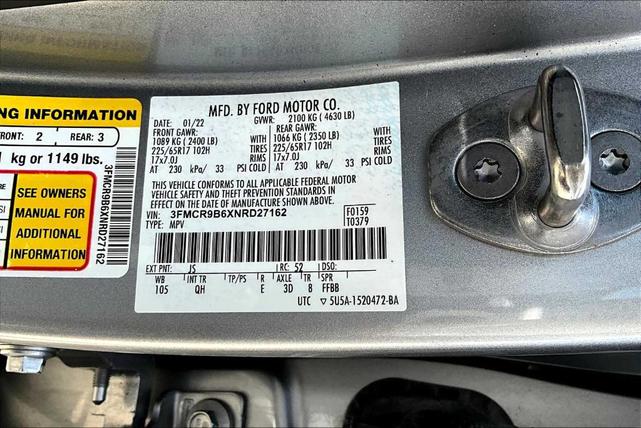 NG INFORMATION
FRONT: 2 REAR: 3
kg or 1149 lbs.
SEE OWNERS
MANUAL FOR
ADDITIONAL
INFORMATION
3FMCR9B6XNRD27162
MFD. BY FORD MOTOR CO.
DATE: 01/22 GVWR: 2100 KG ( 4630 LB)
FRONT GAWR: REAR GAWR:
1089 KG ( 2400 LB) 1066 KG ( 2350 LB)
225/65R17 102H TIRES 225/65R17 102H TIRES
17x7.0J RIMS 17x7.0J RIMS
AT 230 kPa/ 33 PSI COLD AT 230 kPa/ 33 PSI COLD
THIS VEHICLE CONFORMS TO ALL APPLICABLE FEDERAL MOTOR
VEHICLE SAFETY AND THEFT PREVENTION STANDARDS IN
EFFECT ON THE DATE OF MANUFACTURE SHOWN ABOVE.
VIN: 3FMCR9B6XNRD27162 F0159
TYPE: MPV T0379
EXT PNT: JS RC: 52 DSO:
WB INT TR TP/PS R AXLE TR SPR
105 QH E 3D 8 FFBB
UTC ▽ 5U5A-1520472-BA